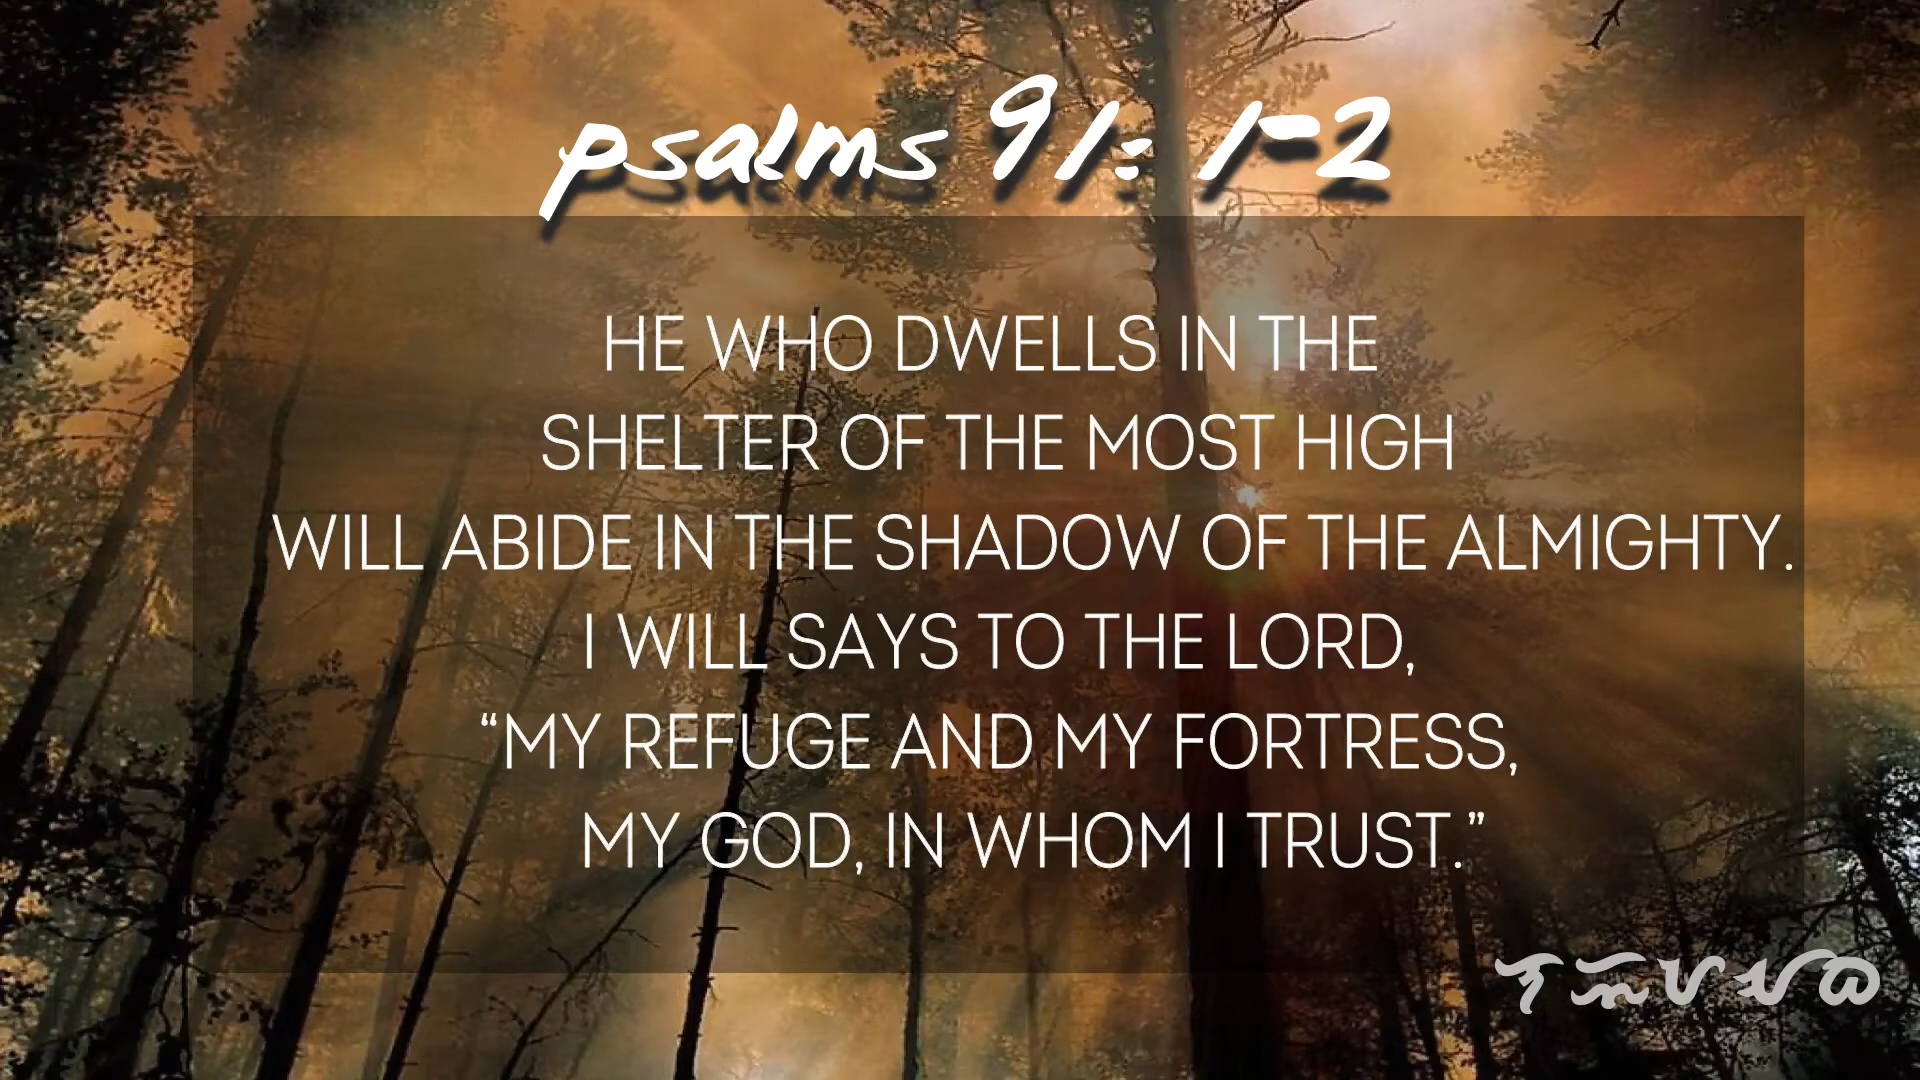 psalms 91: 1-2
HE WHO DWELLS IN THE
SHELTER OF THE MOST HIGH
WILL ABIDE IN THE SHADOW OF THE ALMIGHTY.
I WILL SAYS TO THE LORD,
“MY REFUGE AND MY FORTRESS,
MY GOD, IN WHOM I TRUST.”